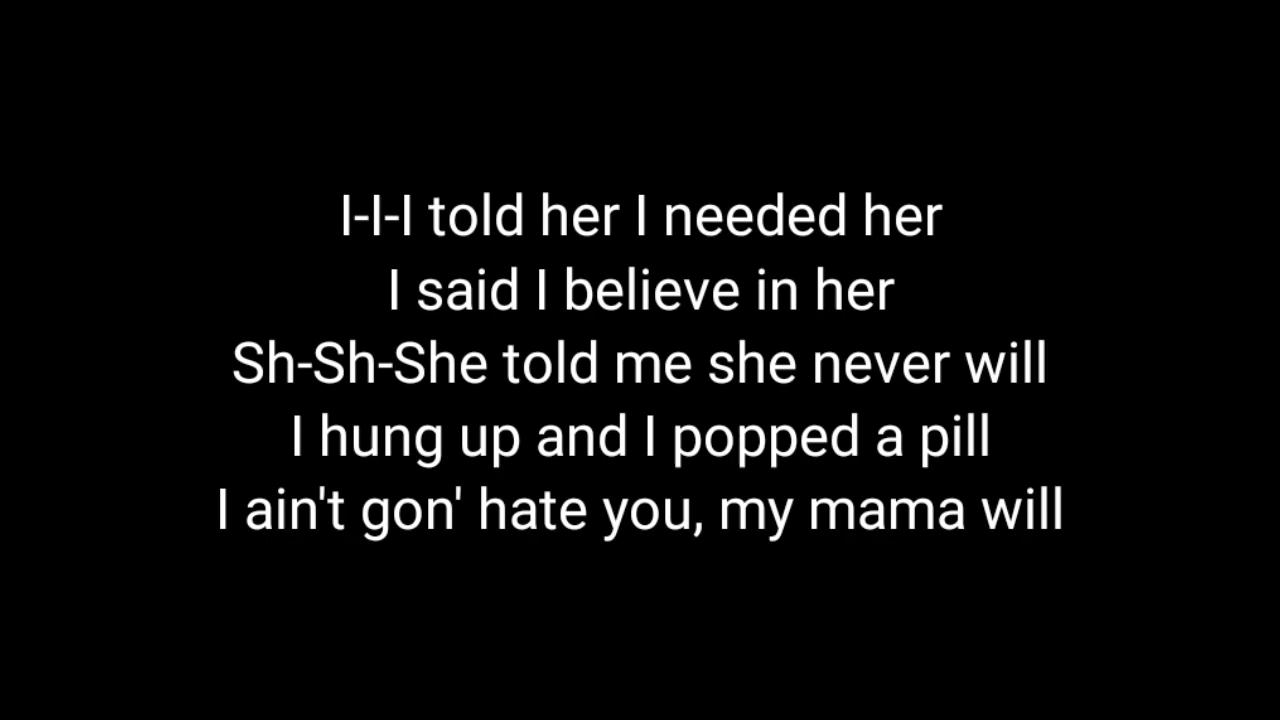 I-I-I told her I needed her
I said I believe in her
Sh-Sh-She told me she never will
I hung up and I popped a pill
I ain't gon' hate you, my mama will